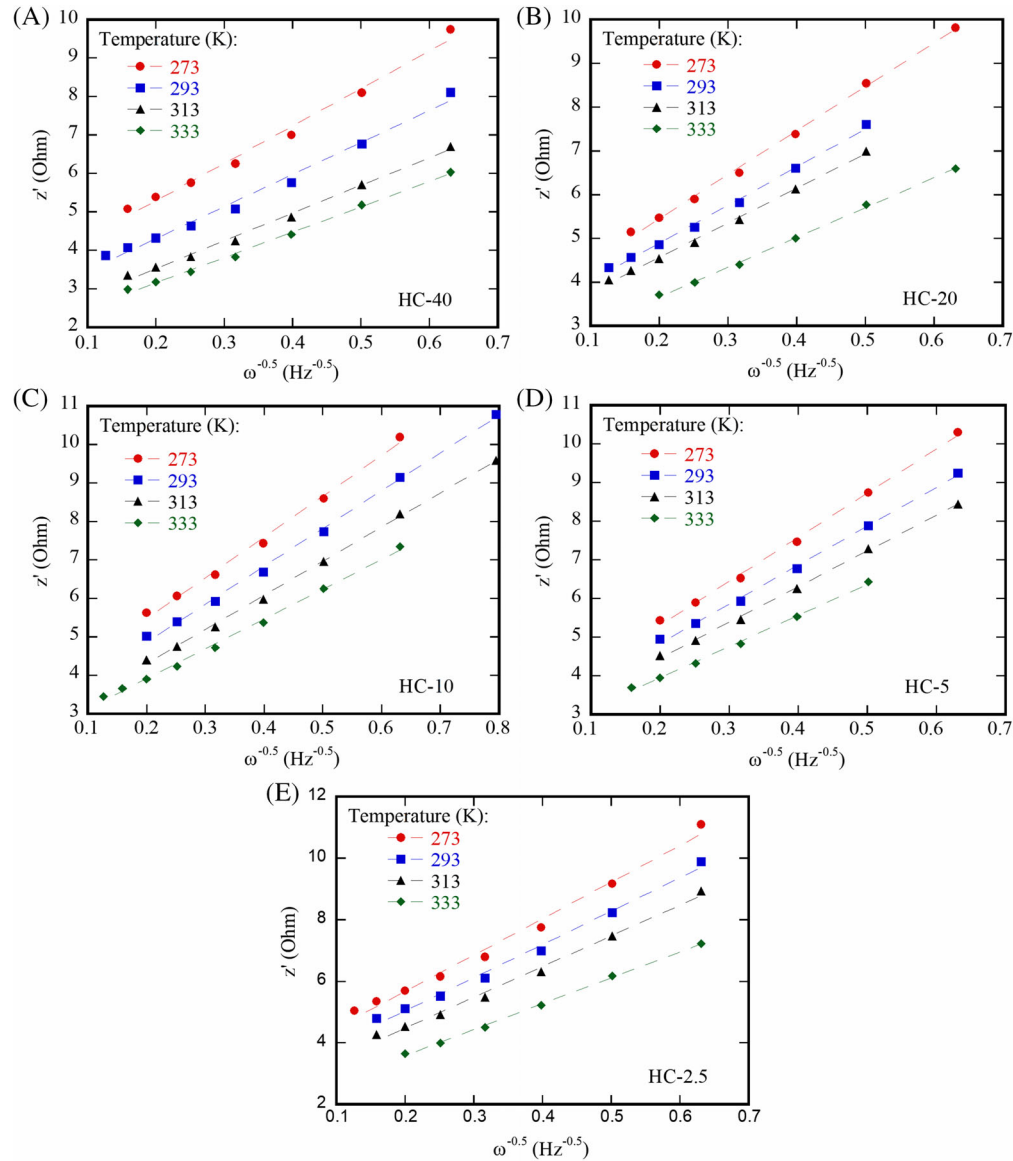 (A)
10
9
8
7
6
5
4
3
2
z' (Ohm)
Temperature (K):
273
293
313
333
HC-40
0.1 0.2 0.3 0.4 0.5 0.6 0.7
ω-0.5 (Hz-0.5)
(B)
10
9
8
7
6
5
4
3
z' (Ohm)
Temperature (K):
273
293
313
333
HC-20
0.1 0.2 0.3 0.4 0.5 0.6 0.7
ω-0.5 (Hz-0.5)
(C)
11
10
9
8
7
6
5
4
3
z' (Ohm)
Temperature (K):
273
293
313
333
HC-10
0.1 0.2 0.3 0.4 0.5 0.6 0.7 0.8
ω-0.5 (Hz-0.5)
(D)
11
10
9
8
7
6
5
4
3
z' (Ohm)
Temperature (K):
273
293
313
333
HC-5
0.1 0.2 0.3 0.4 0.5 0.6 0.7
ω-0.5 (Hz-0.5)
(E)
12
10
8
6
4
2
z' (Ohm)
Temperature (K):
273
293
313
333
HC-2.5
0.1 0.2 0.3 0.4 0.5 0.6 0.7
ω-0.5 (Hz-0.5)